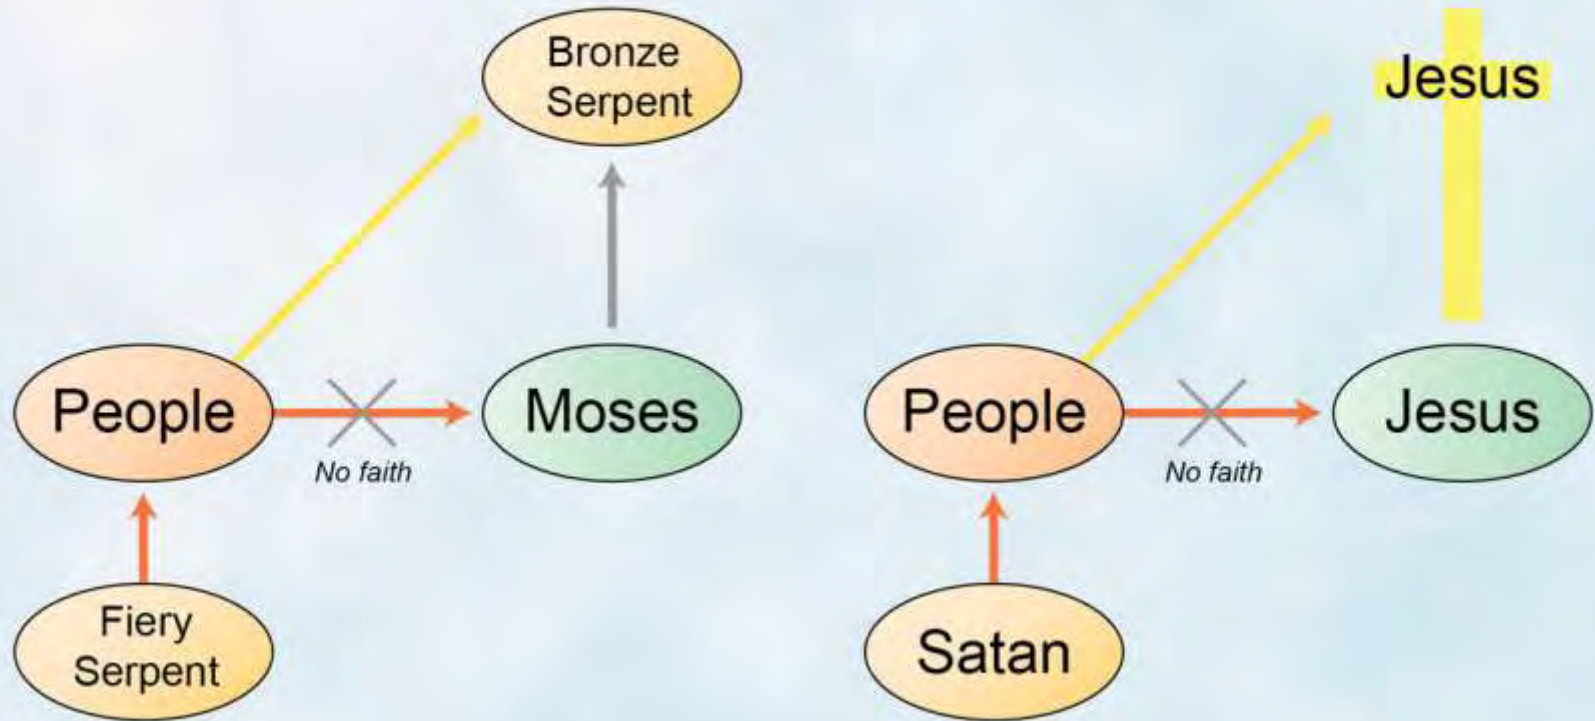 Bronze
Serpent
People
Moses
No faith
Fiery
Serpent
Jesus
People
Jesus
No faith
Satan